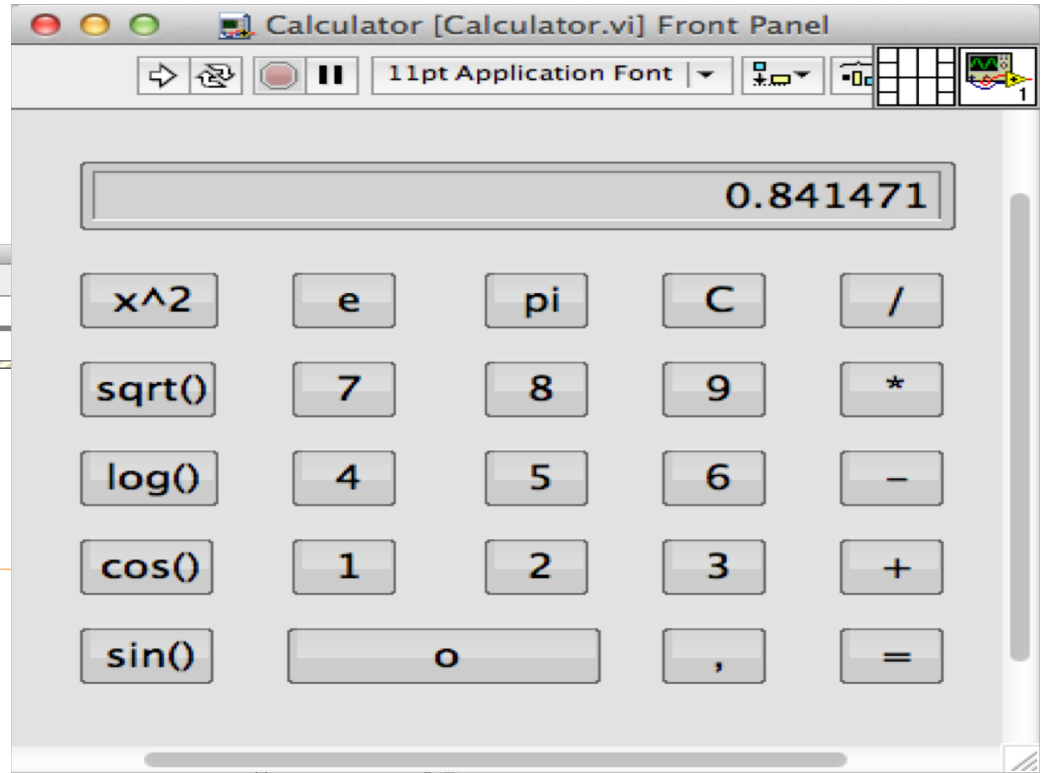 Calculator [Calculator.vi] Front Panel
11pt Application Font
1
0.841471
x^2 e pi C /
sqrt() 7 8 9 *
log() 4 5 6 -
cos() 1 2 3 +
sin() o , =